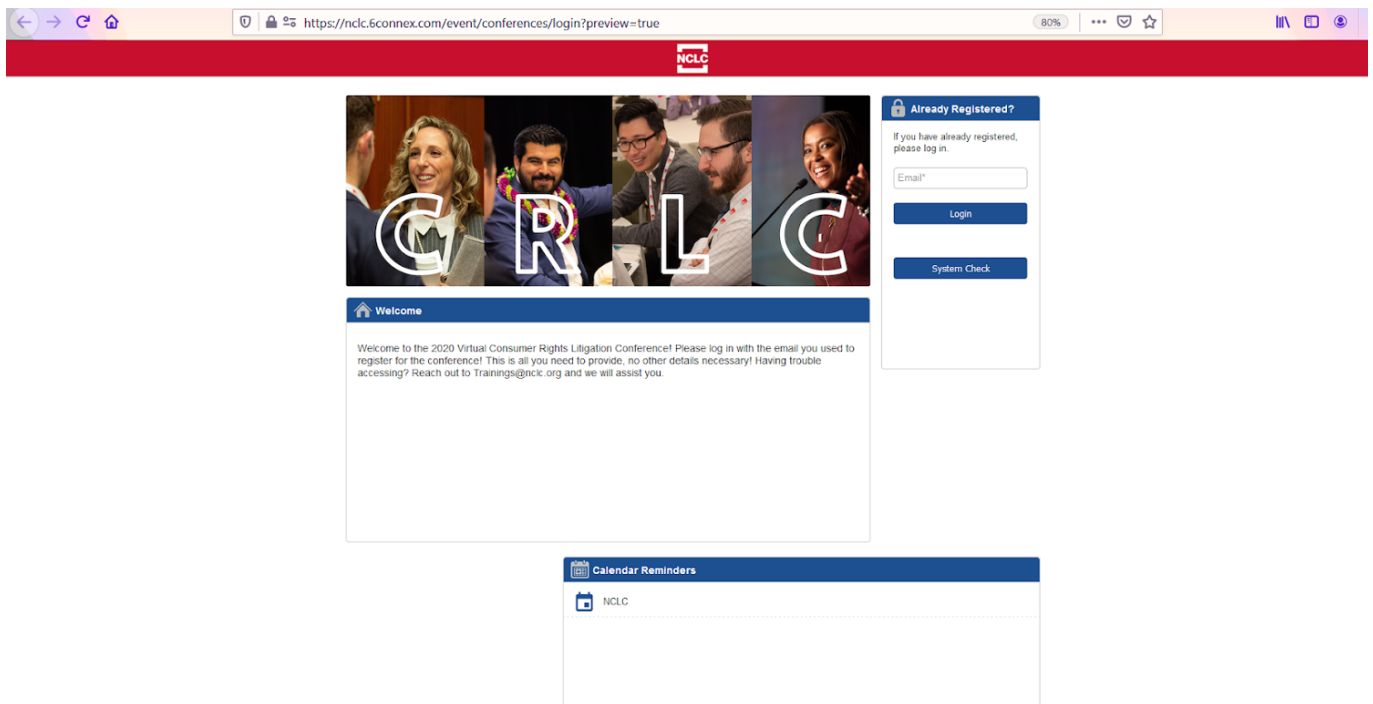 https://nclc.6connex.com/event/conferences/login?preview=true
80%
NCLC
C R L C
Already Registered?
If you have already registered,
please log in.
Email*
Login
System Check
Welcome
Welcome to the 2020 Virtual Consumer Rights Litigation Conference! Please log in with the email you used to
register for the conference! This is all you need to provide, no other details necessary! Having trouble
accessing? Reach out to Trainings@nclc.org and we will assist you.
Calendar Reminders
NCLC